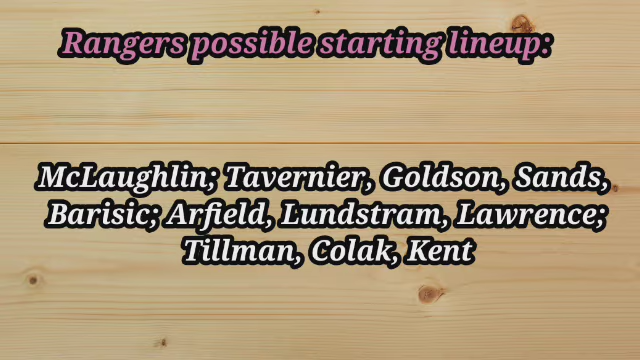 Rangers possible starting lineup:
McLaughlin; Tavernier, Goldson, Sands,
Barisic; Arfield, Lundstram, Lawrence;
Tillman, Colak, Kent